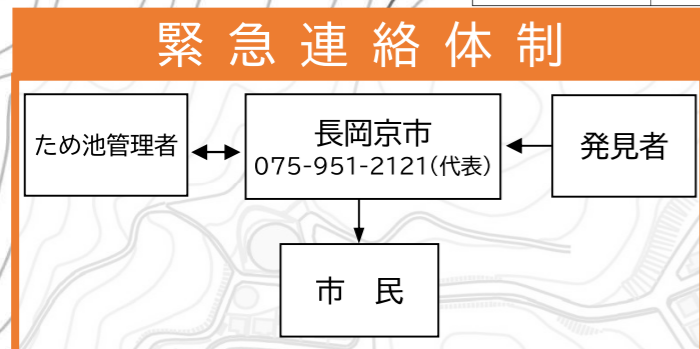 緊急連絡体制
ため池管理者
長岡京市
075-951-2121(代表)
発見者
市　民